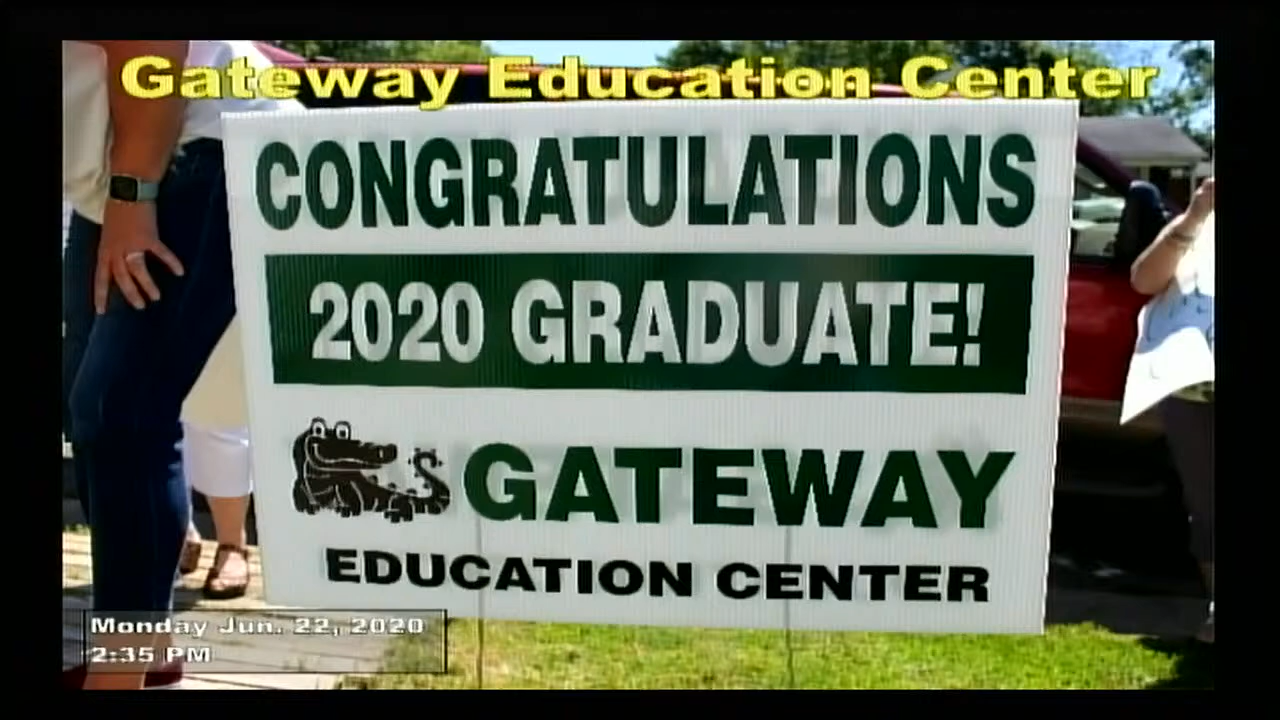 Gateway Education Center
CONGRATULATIONS
2020 GRADUATE!
GATEWAY
EDUCATION CENTER
Monday Jun. 22, 2020
2:35 PM